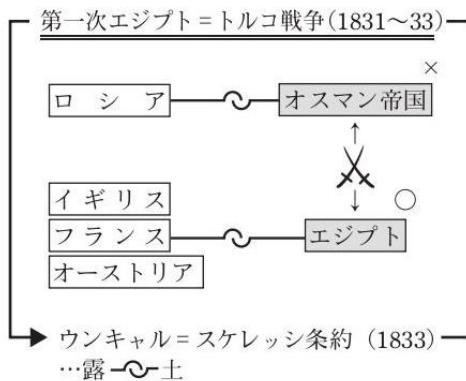 第一次エジプト＝トルコ戦争(1831～33)
×
ロシア オスマン帝国
イギリス ○
フランス エジプト
オーストリア
ウンキャル＝スケレッシ条約 (1833)
…露 土